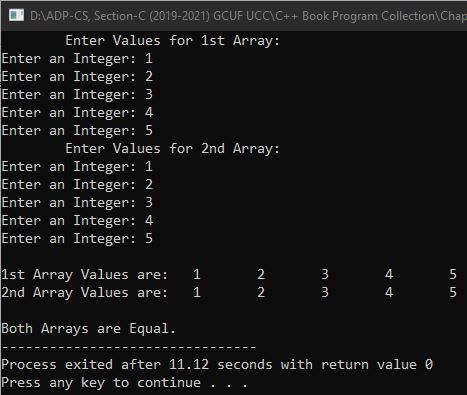 D:\ADP-CS, Section-C (2019-2021) GCUF UCC\C++ Book Program Collection\Chap
Enter Values for 1st Array:
Enter an Integer: 1
Enter an Integer: 2
Enter an Integer: 3
Enter an Integer: 4
Enter an Integer: 5
Enter Values for 2nd Array:
Enter an Integer: 1
Enter an Integer: 2
Enter an Integer: 3
Enter an Integer: 4
Enter an Integer: 5
1st Array Values are: 1 2 3 4 5
2nd Array Values are: 1 2 3 4 5
Both Arrays are Equal.
--------------------------------
Process exited after 11.12 seconds with return value 0
Press any key to continue . . .